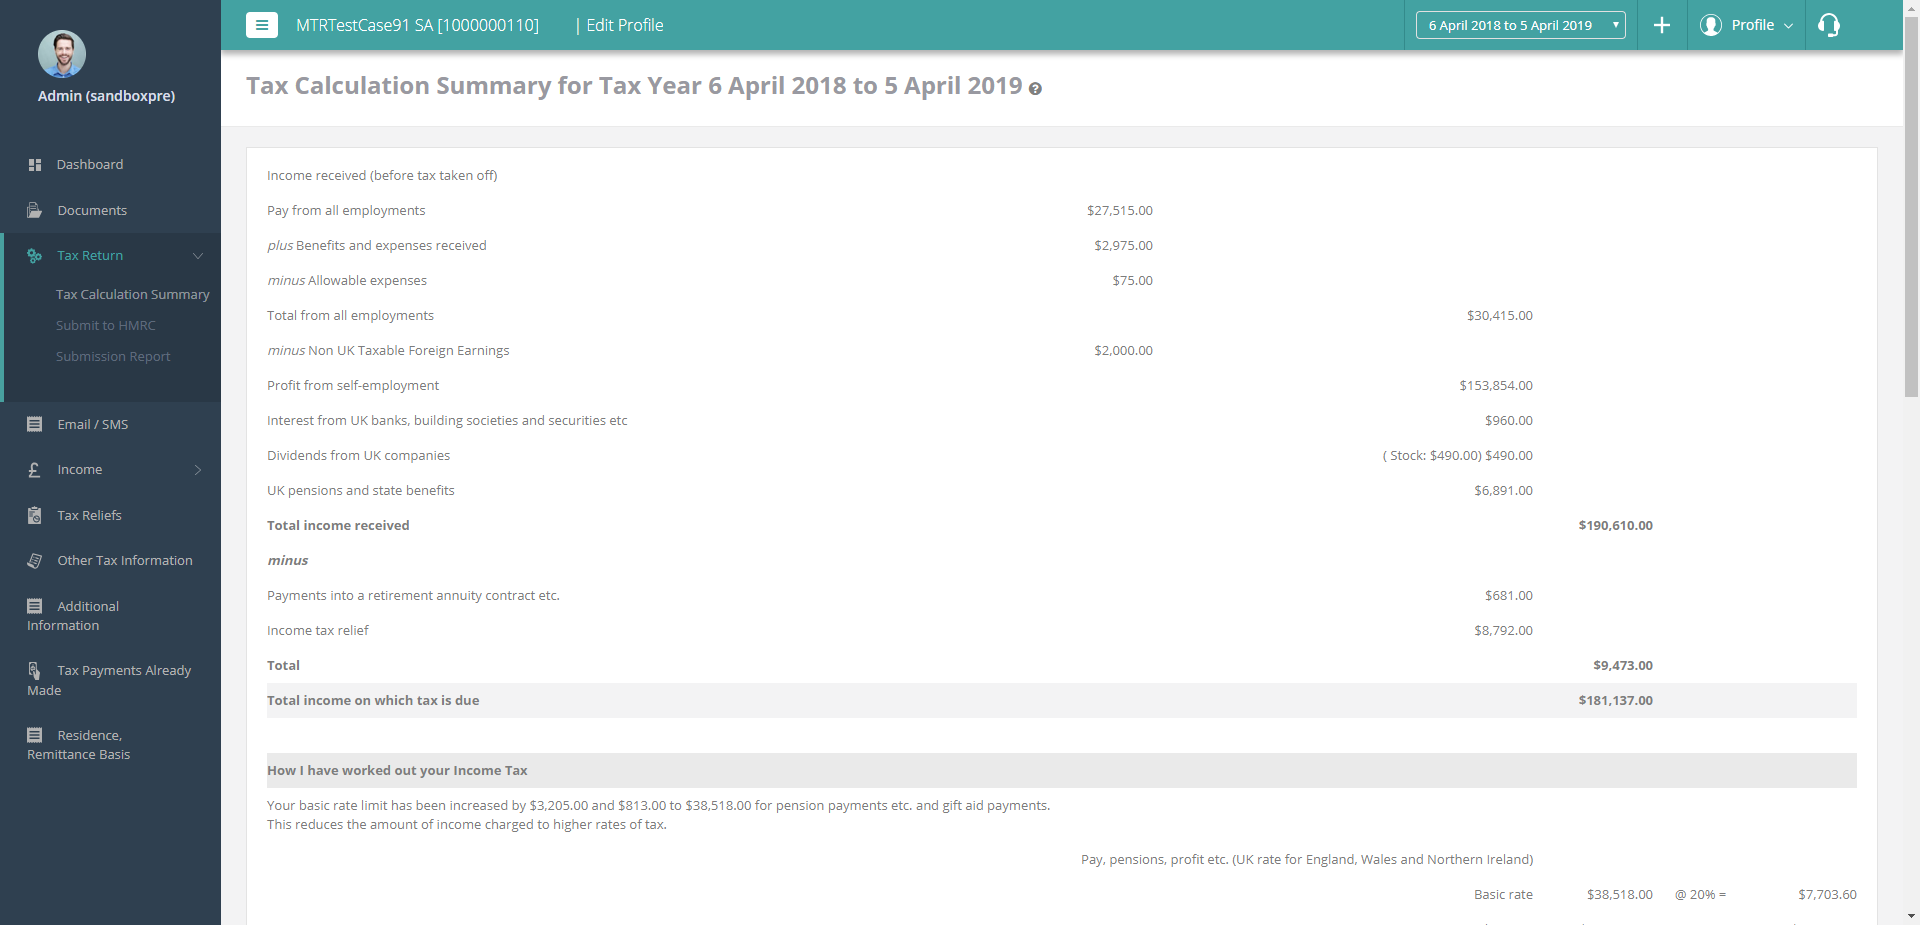 MTRTestCase91 SA [1000000110] | Edit Profile
6 April 2018 to 5 April 2019
Profile
Admin (sandboxpre)
Dashboard
Documents
Tax Return
Tax Calculation Summary
Submit to HMRC
Submission Report
Email / SMS
Income
Tax Reliefs
Other Tax Information
Additional
Information
Tax Payments Already
Made
Residence,
Remittance Basis
Tax Calculation Summary for Tax Year 6 April 2018 to 5 April 2019 ?
Income received (before tax taken off)
Pay from all employments $27,515.00
plus Benefits and expenses received $2,975.00
minus Allowable expenses $75.00
Total from all employments $30,415.00
minus Non UK Taxable Foreign Earnings $2,000.00
Profit from self-employment $153,854.00
Interest from UK banks, building societies and securities etc $960.00
Dividends from UK companies ( Stock: $490.00) $490.00
UK pensions and state benefits $6,891.00
Total income received $190,610.00
minus
Payments into a retirement annuity contract etc. $681.00
Income tax relief $8,792.00
Total $9,473.00
Total income on which tax is due $181,137.00
How I have worked out your Income Tax
Your basic rate limit has been increased by $3,205.00 and $813.00 to $38,518.00 for pension payments etc. and gift aid payments.
This reduces the amount of income charged to higher rates of tax.
Pay, pensions, profit etc. (UK rate for England, Wales and Northern Ireland)
Basic rate $38,518.00 @ 20% = $7,703.60